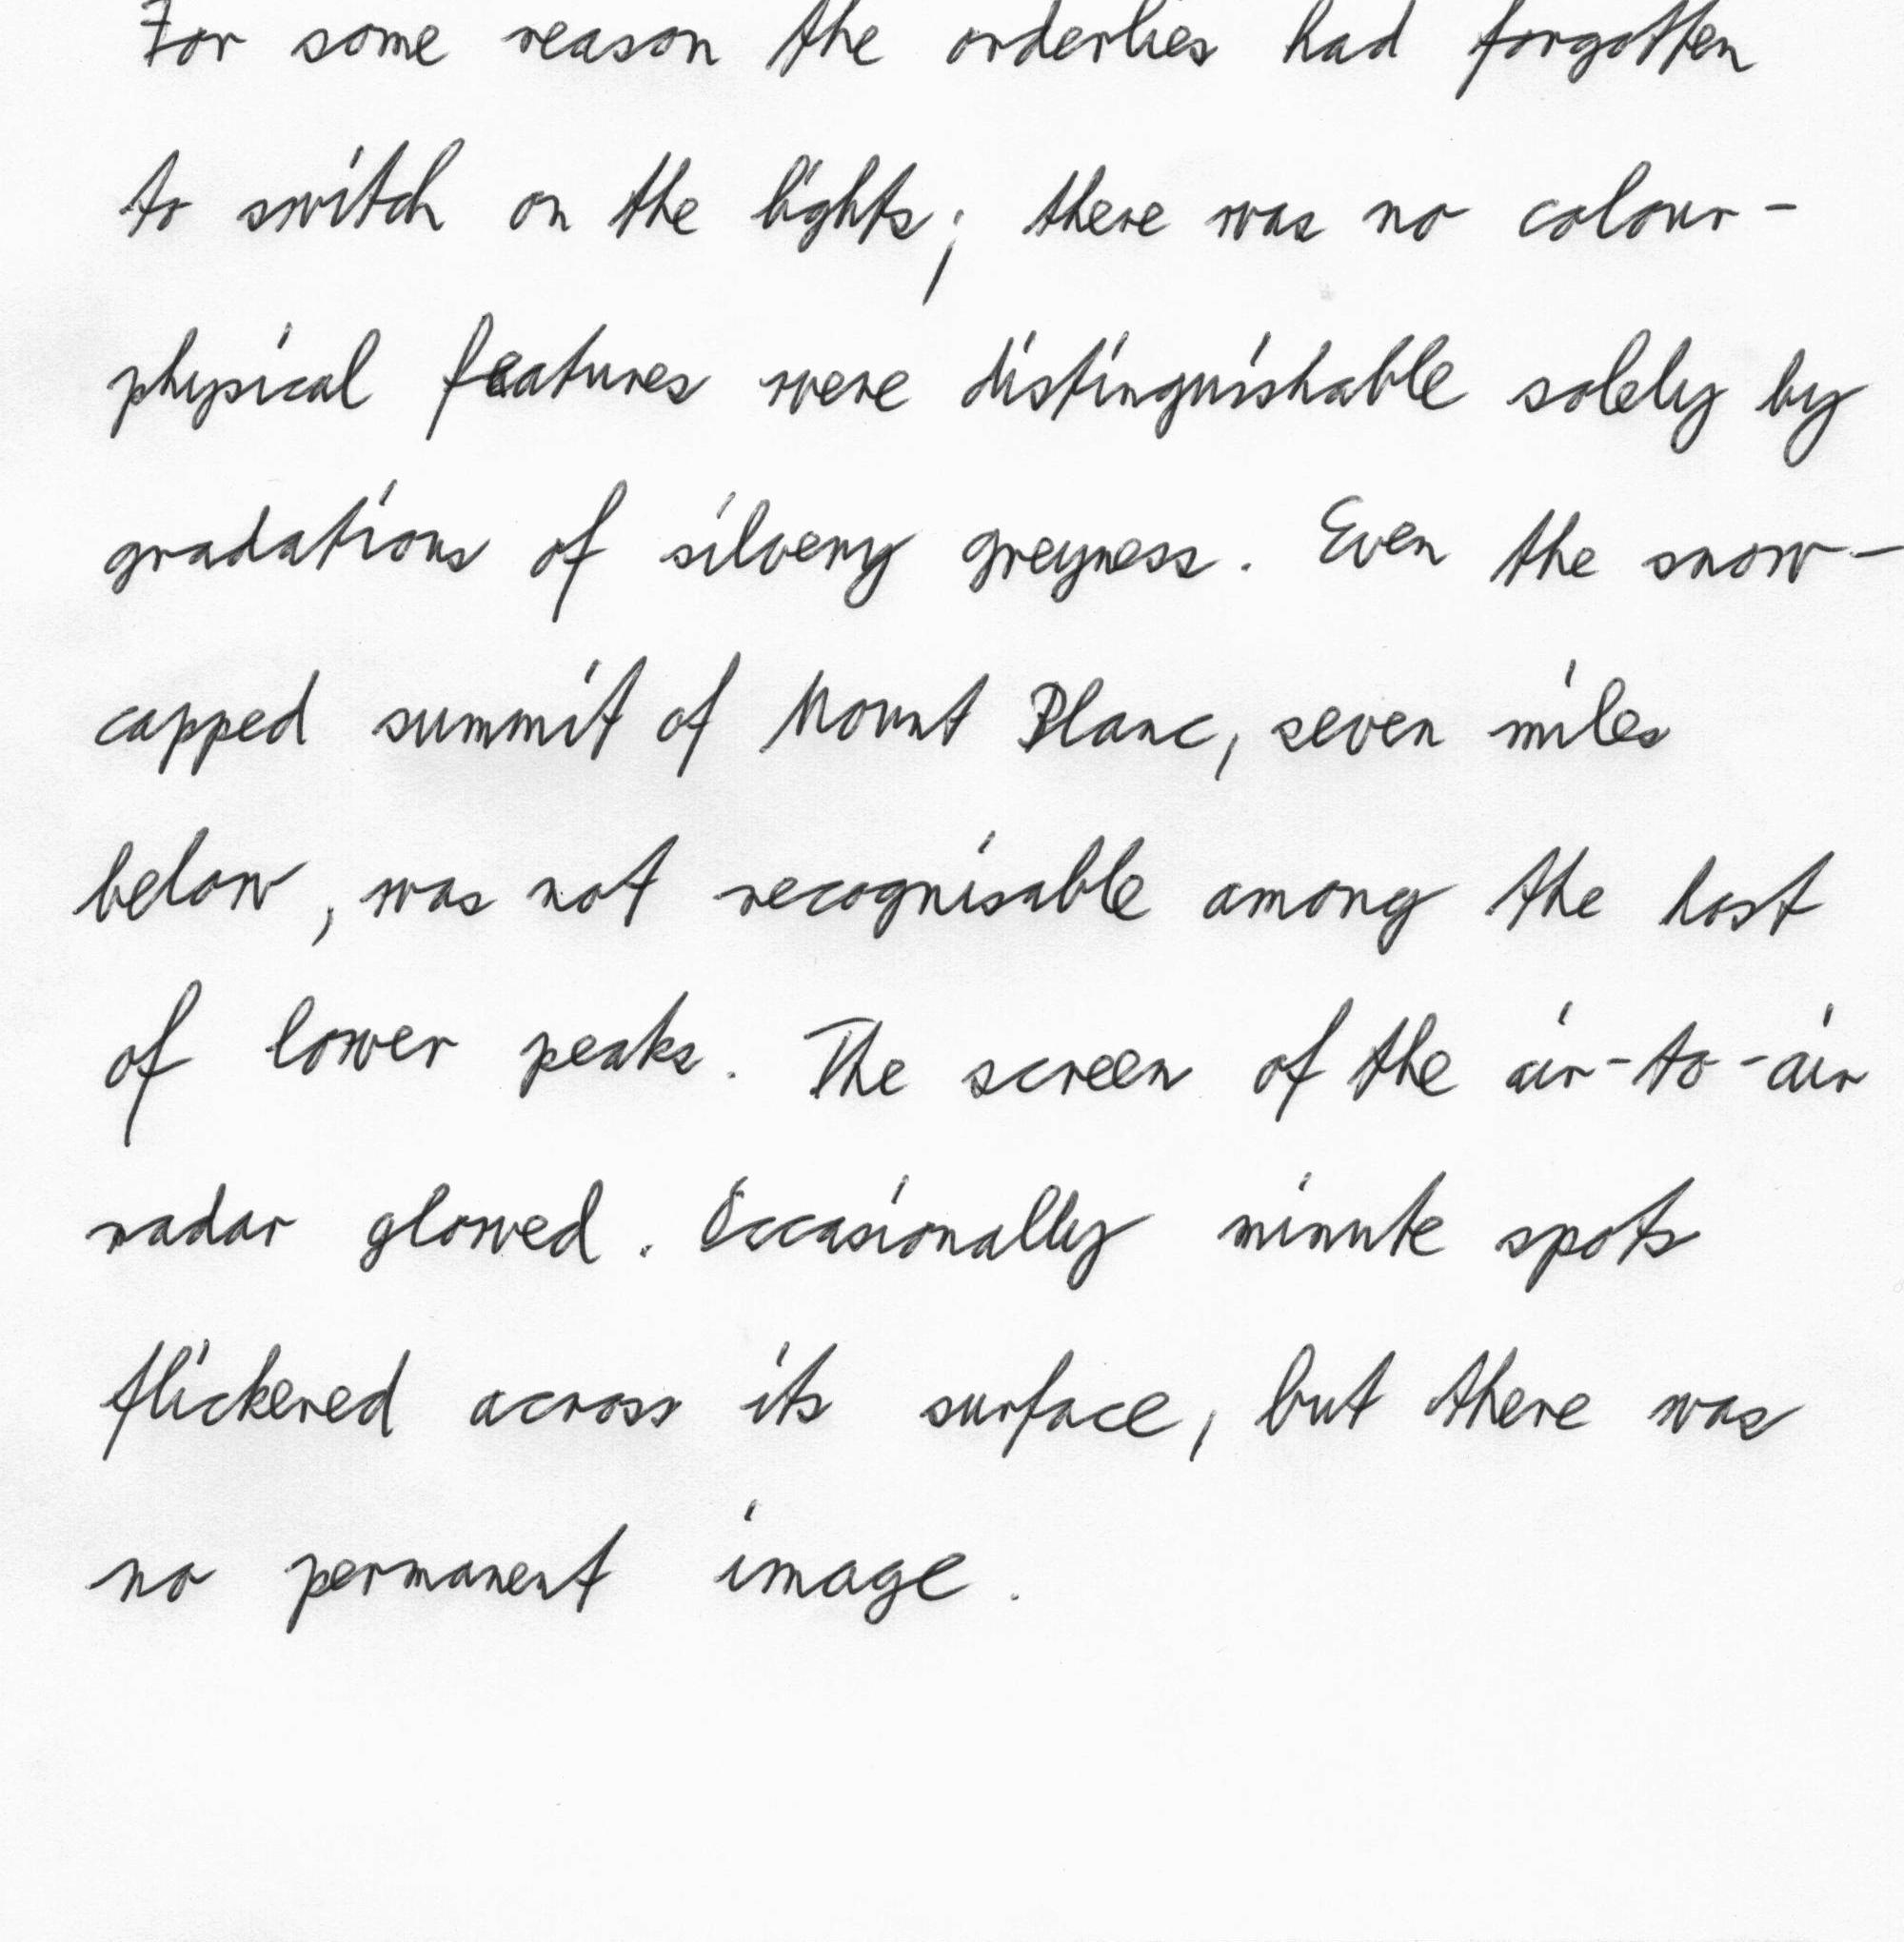 For some reason the orderlies had forgotten
to switch on the lights; there was no colour-
physical features were distinguishable solely by
gradations of silvery greyness. Even the snow-
capped summit of Mount Blanc, seven miles
below, was not recognisable among the host
of lower peaks. The screen of the air-to-air
radar glowed. Occasionally minute spots
flickered across its surface, but there was
no permanent image.